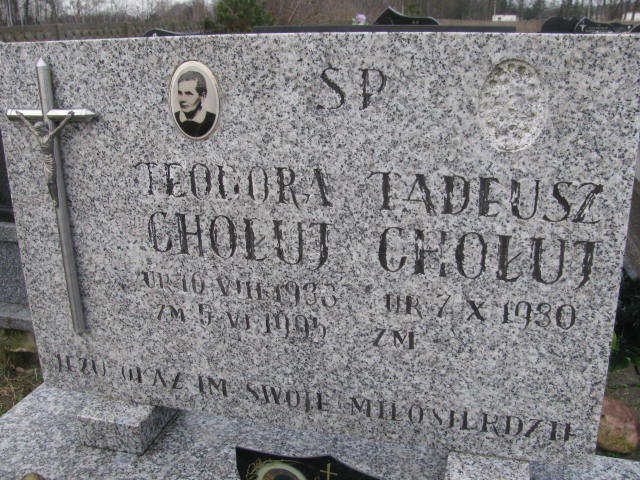 SP
TEODORA
CHOŁUJ
UR 10 VIII 1933
ZM 5 VI 1995
TADEUSZ
CHOŁUJ
UR 7 X 1930
ZM
JEZU OKAŻ IM SWOJE MIŁOSIERDZIE